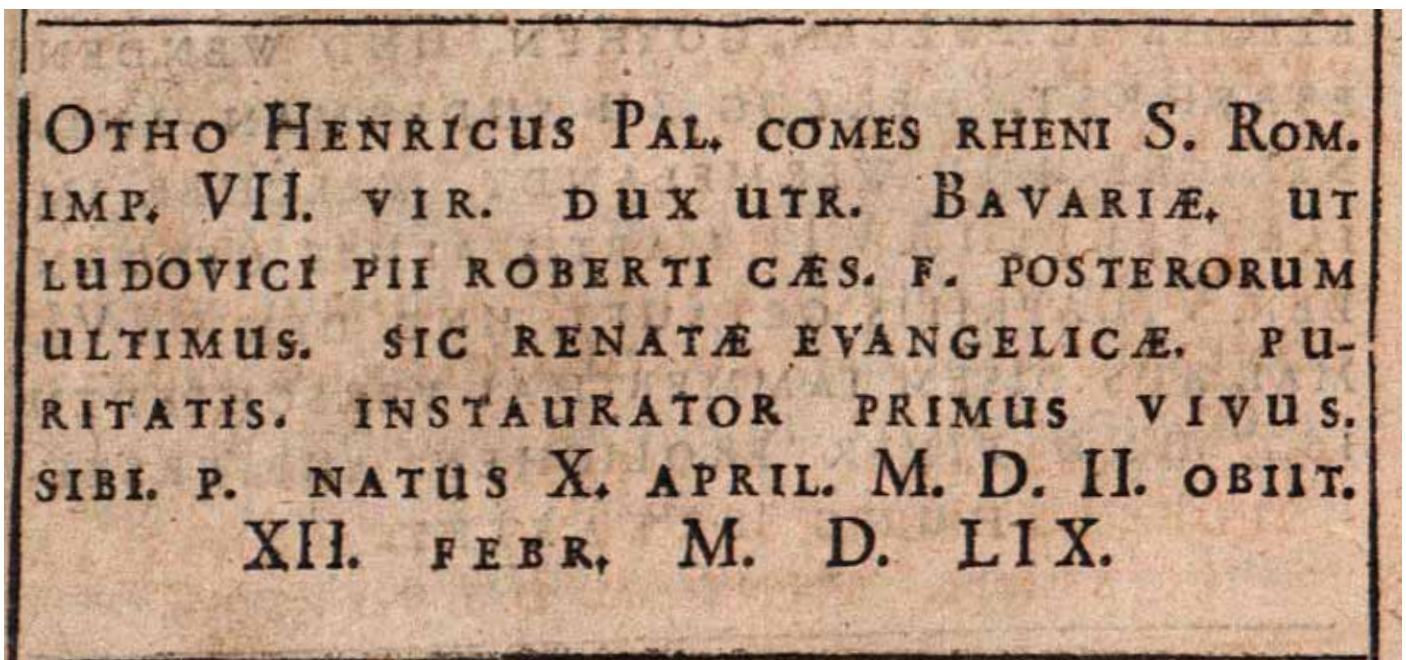 OTHO HENRICUS PAL. COMES RHENI S. ROM.
IMP. VII. VIR. DUX UTR. BAVARIÆ. UT
LUDOVICI PII ROBERTI CÆS. F. POSTERORUM
ULTIMUS. SIC RENATÆ EVANGELICÆ. PU-
RITATIS. INSTAURATOR PRIMUS VIVUS.
SIBI. P. NATUS X. APRIL. M. D. II. OBIIT.
XII. FEBR. M. D. LIX.